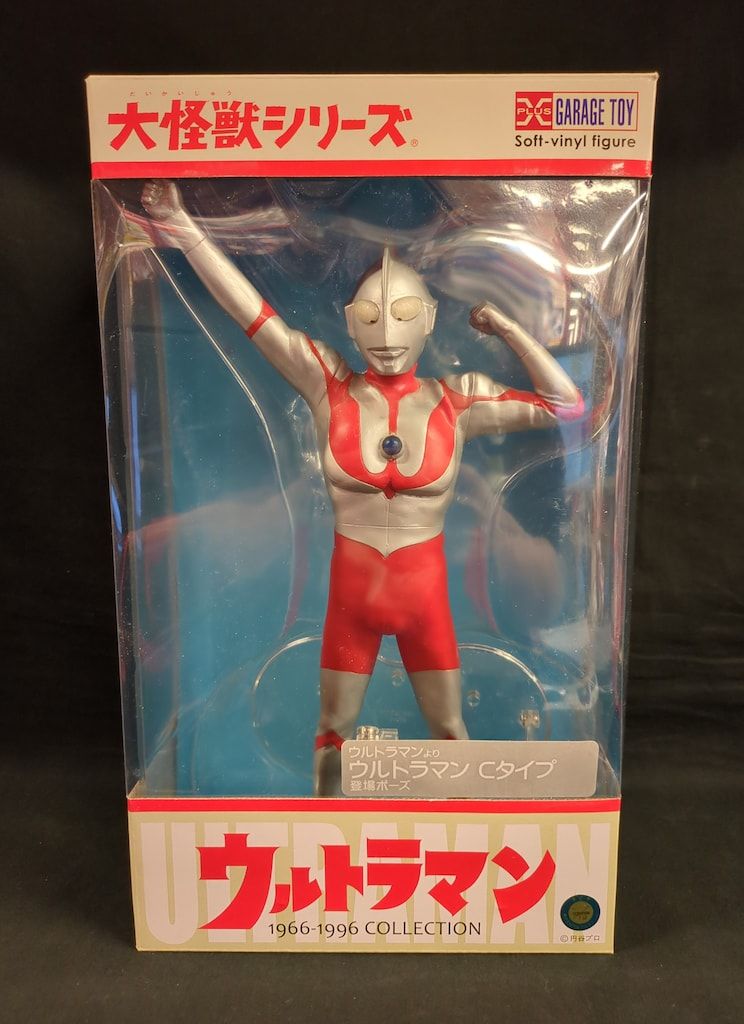 だいかいじゅう
大怪獣シリーズ®
X PLUS GARAGE TOY
Soft-vinyl figure
ウルトラマンより
ウルトラマン Cタイプ
登場ポーズ
ULTRAMAN
ウルトラマン
1966-1996 COLLECTION
©円谷プロ